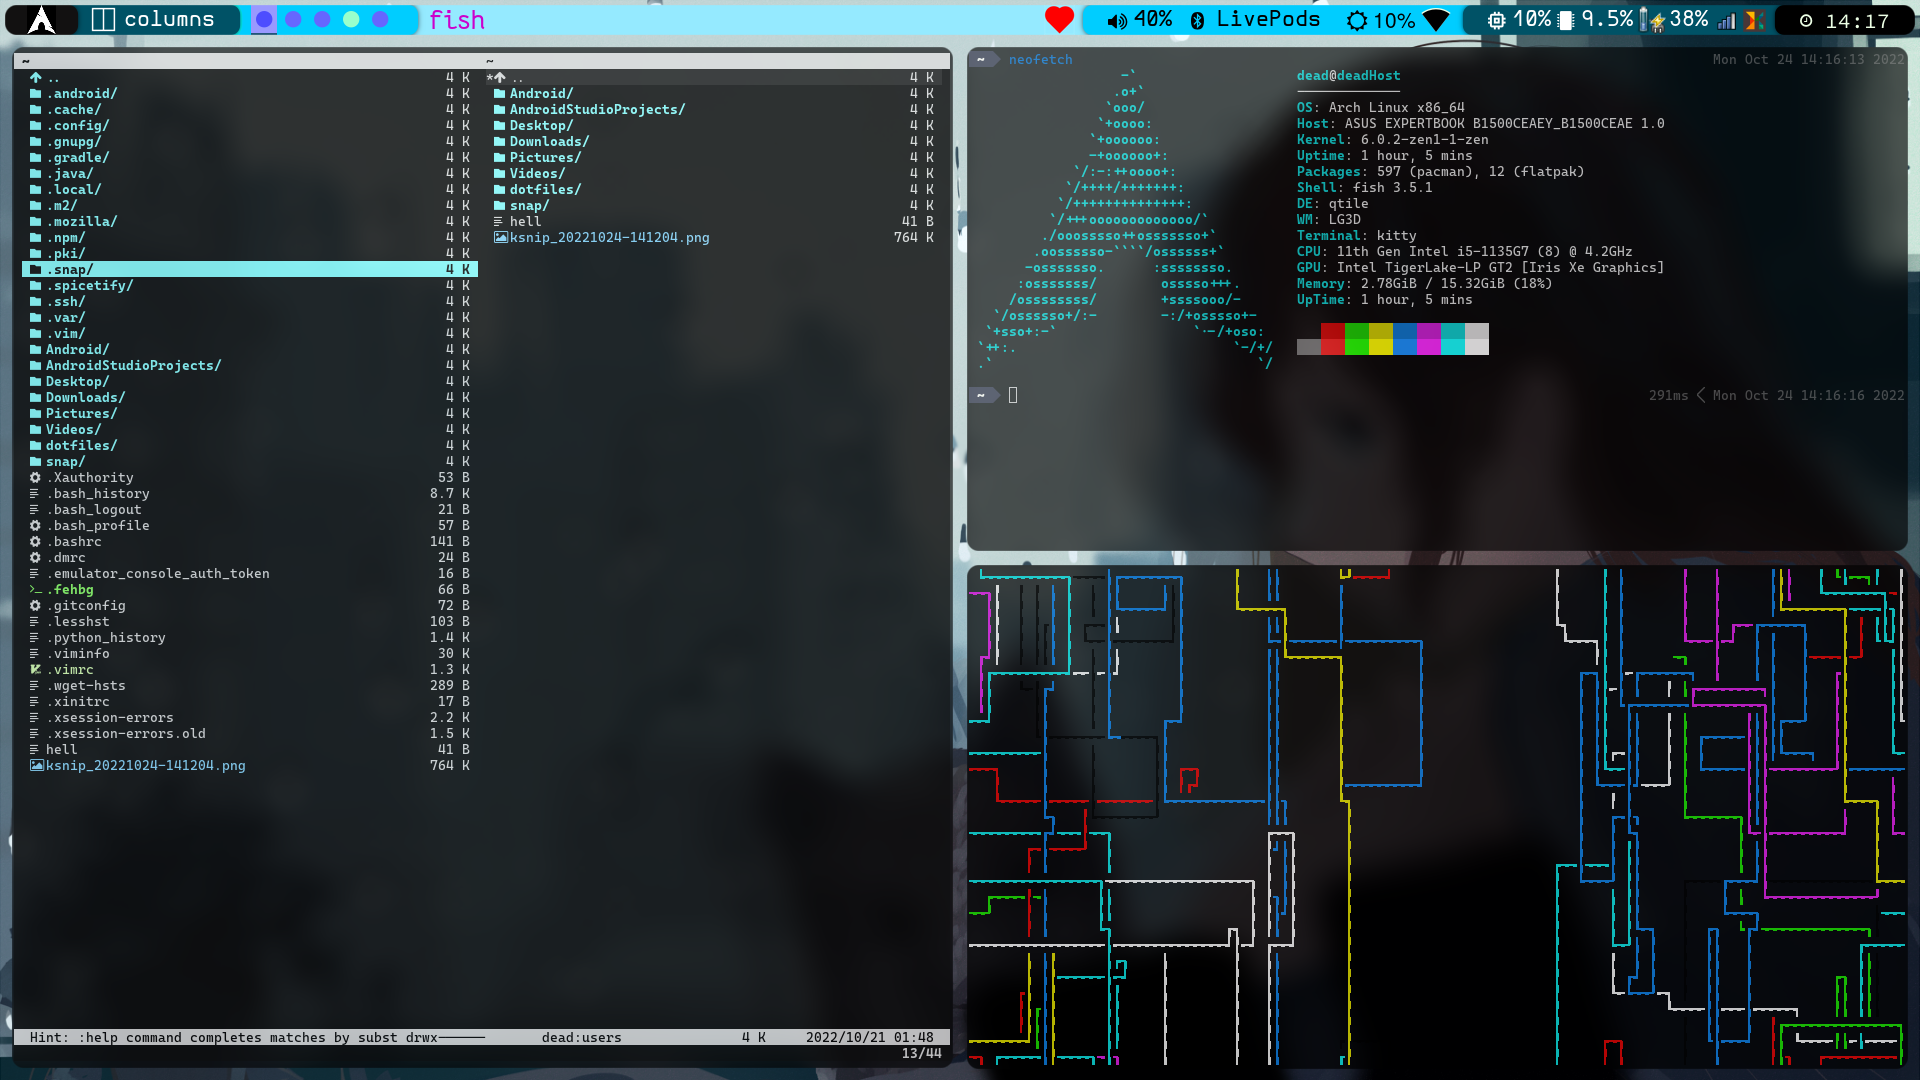 columns
fish
40%
LivePods
10%
10%
9.5%
38%
14:17
~
..    4 K
.android/    4 K
.cache/    4 K
.config/    4 K
.gnupg/    4 K
.gradle/    4 K
.java/    4 K
.local/    4 K
.m2/    4 K
.mozilla/    4 K
.npm/    4 K
.pki/    4 K
.snap/    4 K
.spicetify/    4 K
.ssh/    4 K
.var/    4 K
.vim/    4 K
Android/    4 K
AndroidStudioProjects/    4 K
Desktop/    4 K
Downloads/    4 K
Pictures/    4 K
Videos/    4 K
dotfiles/    4 K
snap/    4 K
.Xauthority    53 B
.bash_history    8.7 K
.bash_logout    21 B
.bash_profile    57 B
.bashrc    141 B
.dmrc    24 B
.emulator_console_auth_token    16 B
.fehbg    66 B
.gitconfig    72 B
.lesshst    103 B
.python_history    1.4 K
.viminfo    30 K
.vimrc    1.3 K
.wget-hsts    289 B
.xinitrc    17 B
.xsession-errors    2.2 K
.xsession-errors.old    1.5 K
hell    41 B
ksnip_20221024-141204.png    764 K
~
*..    4 K
Android/    4 K
AndroidStudioProjects/    4 K
Desktop/    4 K
Downloads/    4 K
Pictures/    4 K
Videos/    4 K
dotfiles/    4 K
snap/    4 K
hell    41 B
ksnip_20221024-141204.png    764 K
Hint: :help command completes matches by subst drwx------    dead:users    4 K    2022/10/21 01:48
13/44
~ neofetch    Mon Oct 24 14:16:13 2022
dead@deadHost
-------------
OS: Arch Linux x86_64
Host: ASUS EXPERTBOOK B1500CEAEY_B1500CEAE 1.0
Kernel: 6.0.2-zen1-1-zen
Uptime: 1 hour, 5 mins
Packages: 597 (pacman), 12 (flatpak)
Shell: fish 3.5.1
DE: qtile
WM: LG3D
Terminal: kitty
CPU: 11th Gen Intel i5-1135G7 (8) @ 4.2GHz
GPU: Intel TigerLake-LP GT2 [Iris Xe Graphics]
Memory: 2.78GiB / 15.32GiB (18%)
UpTime: 1 hour, 5 mins
~    291ms < Mon Oct 24 14:16:16 2022